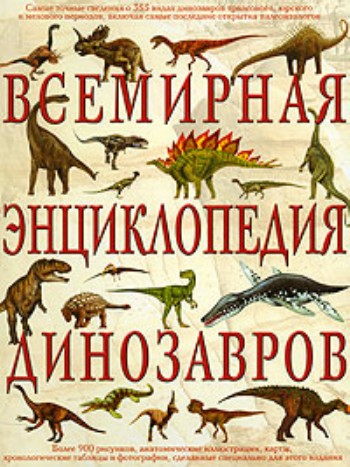 Самые точные сведения о 355 видах динозавров триасового, юрского
и мелового периодов, включая самые последние открытия палеонтологов
ВСЕМИРНАЯ
ЭНЦИКЛОПЕДИЯ
ДИНОЗАВРОВ
Более 900 рисунков, анатомические иллюстрации, карты,
хронологические таблицы и фотографии, сделанные специально для этого издания